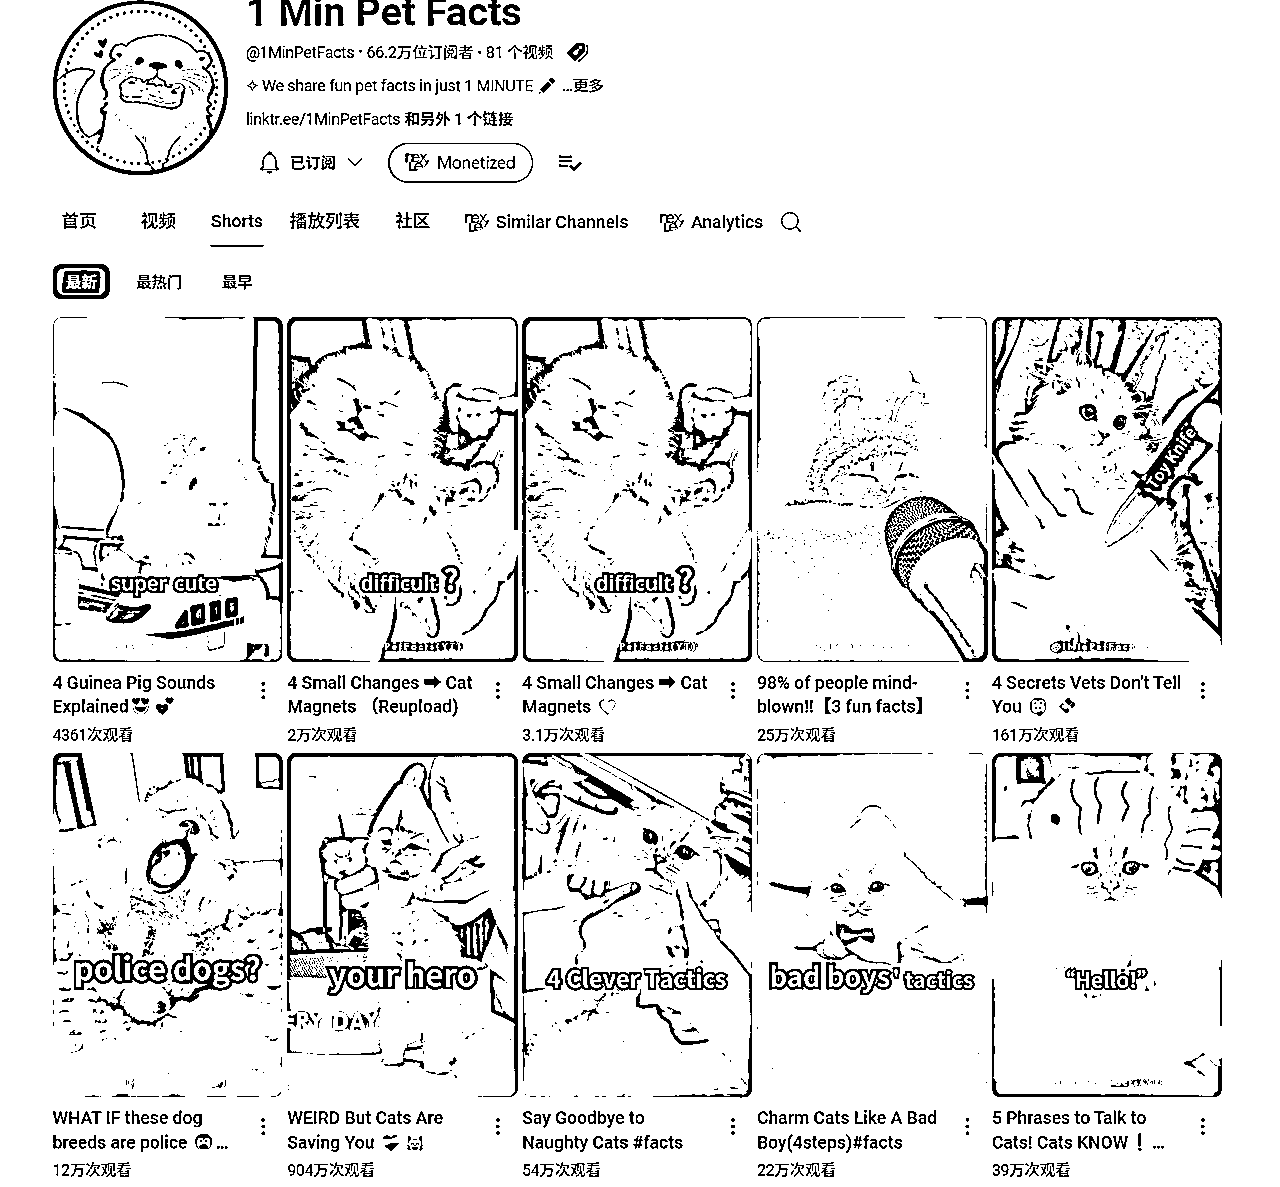 1 Min Pet Facts
@1MinPetFacts · 66.2万位订阅者 · 81 个视频
✧ We share fun pet facts in just 1 MINUTE 🖋 ...更多
linktr.ee/1MinPetFacts 和另外 1 个链接
已订阅 Monetized
首页 视频 Shorts 播放列表 社区 Similar Channels Analytics
最新 最热门 最早
super cute
difficult ?
difficult ?
Toy Knife
4 Guinea Pig Sounds
Explained
4361次观看
4 Small Changes ➡ Cat
Magnets （Reupload)
2万次观看
4 Small Changes ➡ Cat
Magnets ♡
3.1万次观看
98% of people mind-
blown!!【3 fun facts】
25万次观看
4 Secrets Vets Don't Tell
You
161万次观看
police dogs?
your hero
ERY DAY
4 Clever Tactics
bad boys' tactics
“Hello!”
WHAT IF these dog
breeds are police ...
12万次观看
WEIRD But Cats Are
Saving You
904万次观看
Say Goodbye to
Naughty Cats #facts
54万次观看
Charm Cats Like A Bad
Boy(4steps)#facts
22万次观看
5 Phrases to Talk to
Cats! Cats KNOW❗...
39万次观看